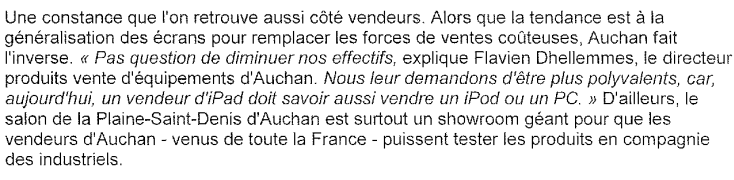 Une constance que l'on retrouve aussi côté vendeurs. Alors que la tendance est à la
généralisation des écrans pour remplacer les forces de ventes coûteuses, Auchan fait
l'inverse. « Pas question de diminuer nos effectifs, explique Flavien Dhellemmes, le directeur
produits vente d'équipements d'Auchan. Nous leur demandons d'être plus polyvalents, car,
aujourd'hui, un vendeur d'iPad doit savoir aussi vendre un iPod ou un PC. » D'ailleurs, le
salon de la Plaine-Saint-Denis d'Auchan est surtout un showroom géant pour que les
vendeurs d'Auchan - venus de toute la France - puissent tester les produits en compagnie
des industriels.